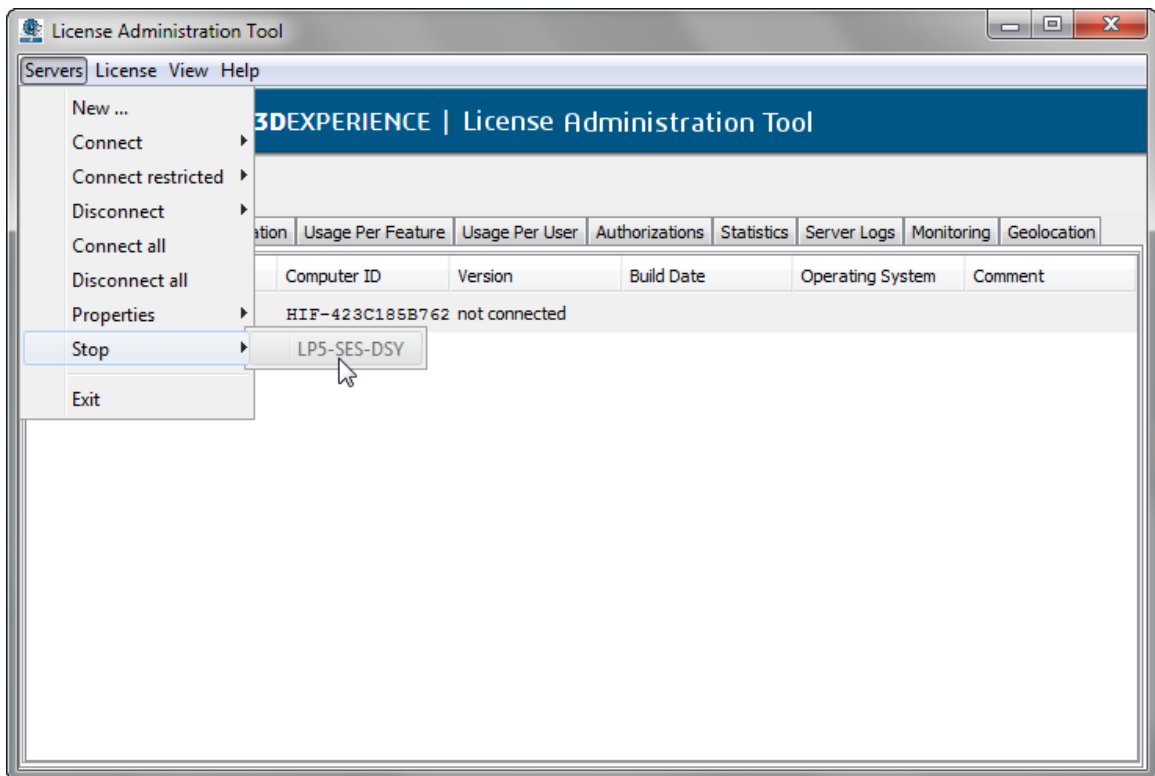 License Administration Tool
Servers License View Help
New ...
3DEXPERIENCE | License Administration Tool
Connect
Connect restricted
Disconnect
Usage Per Feature Usage Per User Authorizations Statistics Server Logs Monitoring Geolocation
Connect all
Disconnect all
Computer ID Version Build Date Operating System Comment
Properties
HIF-423C185B762 not connected
Stop
LP5-SES-DSY
Exit